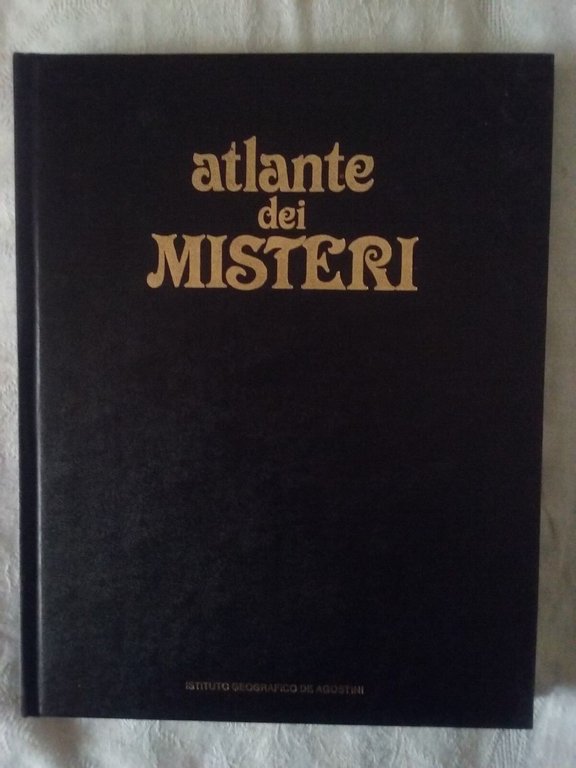 atlante
dei
MISTERI
ISTITUTO GEOGRAFICO DE AGOSTINI